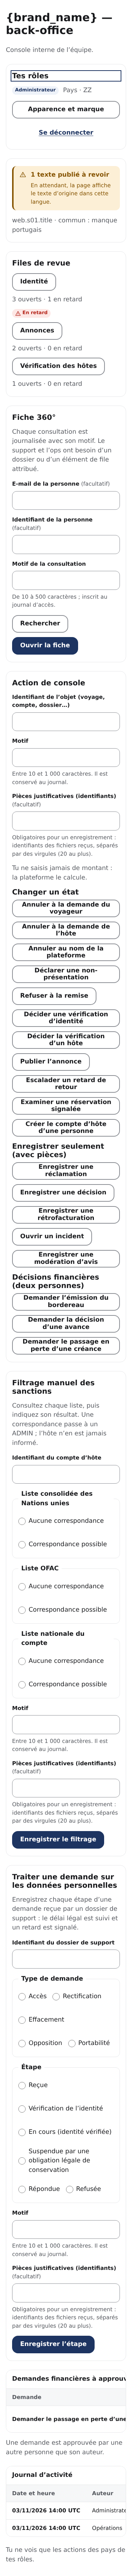 {brand_name} —
back-office
Console interne de l'équipe.
Tes rôles
Administrateur Pays · ZZ
Apparence et marque
Se déconnecter
1 texte publié à revoir
En attendant, la page affiche
le texte d'origine dans cette
langue.
web.s01.title · commun : manque
portugais
Files de revue
Identité
3 ouverts · 1 en retard
En retard
Annonces
2 ouverts · 0 en retard
Vérification des hôtes
1 ouverts · 0 en retard
Fiche 360°
Chaque consultation est
journalisée avec son motif. Le
support et l'ops ont besoin d'un
dossier ou d'un élément de file
attribué.
E-mail de la personne (facultatif)
Identifiant de la personne
(facultatif)
Motif de la consultation
De 10 à 500 caractères ; inscrit au
journal d'accès.
Rechercher
Ouvrir la fiche
Action de console
Identifiant de l'objet (voyage,
compte, dossier…)
Motif
Entre 10 et 1 000 caractères. Il est
conservé au journal.
Pièces justificatives (identifiants)
(facultatif)
Obligatoires pour un enregistrement :
identifiants des fichiers reçus, séparés
par des virgules (20 au plus).
Tu ne saisis jamais de montant :
la plateforme le calcule.
Changer un état
Annuler à la demande du
voyageur
Annuler à la demande de
l'hôte
Annuler au nom de la
plateforme
Déclarer une non-
présentation
Refuser à la remise
Décider une vérification
d'identité
Décider la vérification
d'un hôte
Publier l'annonce
Escalader un retard de
retour
Examiner une réservation
signalée
Créer le compte d'hôte
d'une personne
Enregistrer seulement
(avec pièces)
Enregistrer une
réclamation
Enregistrer une décision
Enregistrer une
rétrofacturation
Ouvrir un incident
Enregistrer une
modération d'avis
Décisions financières
(deux personnes)
Demander l'émission du
bordereau
Demander la décision
d'une avance
Demander le passage en
perte d'une créance
Filtrage manuel des
sanctions
Consultez chaque liste, puis
indiquez son résultat. Une
correspondance passe à un
ADMIN ; l'hôte n'en est jamais
informé.
Identifiant du compte d'hôte
Liste consolidée des
Nations unies
Aucune correspondance
Correspondance possible
Liste OFAC
Aucune correspondance
Correspondance possible
Liste nationale du
compte
Aucune correspondance
Correspondance possible
Motif
Entre 10 et 1 000 caractères. Il est
conservé au journal.
Pièces justificatives (identifiants)
(facultatif)
Obligatoires pour un enregistrement :
identifiants des fichiers reçus, séparés
par des virgules (20 au plus).
Enregistrer le filtrage
Traiter une demande sur
les données personnelles
Enregistrez chaque étape d'une
demande reçue par un dossier de
support : le délai légal est suivi et
un retard est signalé.
Identifiant du dossier de support
Type de demande
Accès Rectification
Effacement
Opposition Portabilité
Étape
Reçue
Vérification de l'identité
En cours (identité vérifiée)
Suspendue par une
obligation légale de
conservation
Répondue Refusée
Motif
Entre 10 et 1 000 caractères. Il est
conservé au journal.
Pièces justificatives (identifiants)
(facultatif)
Obligatoires pour un enregistrement :
identifiants des fichiers reçus, séparés
par des virgules (20 au plus).
Enregistrer l'étape
Demandes financières à approuv
Demande
Demander le passage en perte d'une
Une demande est approuvée par une
autre personne que son auteur.
Journal d'activité
Date et heure Auteur
03/11/2026 14:00 UTC Administrate
03/11/2026 14:00 UTC Opérations
Tu ne vois que les actions des pays de
tes rôles.